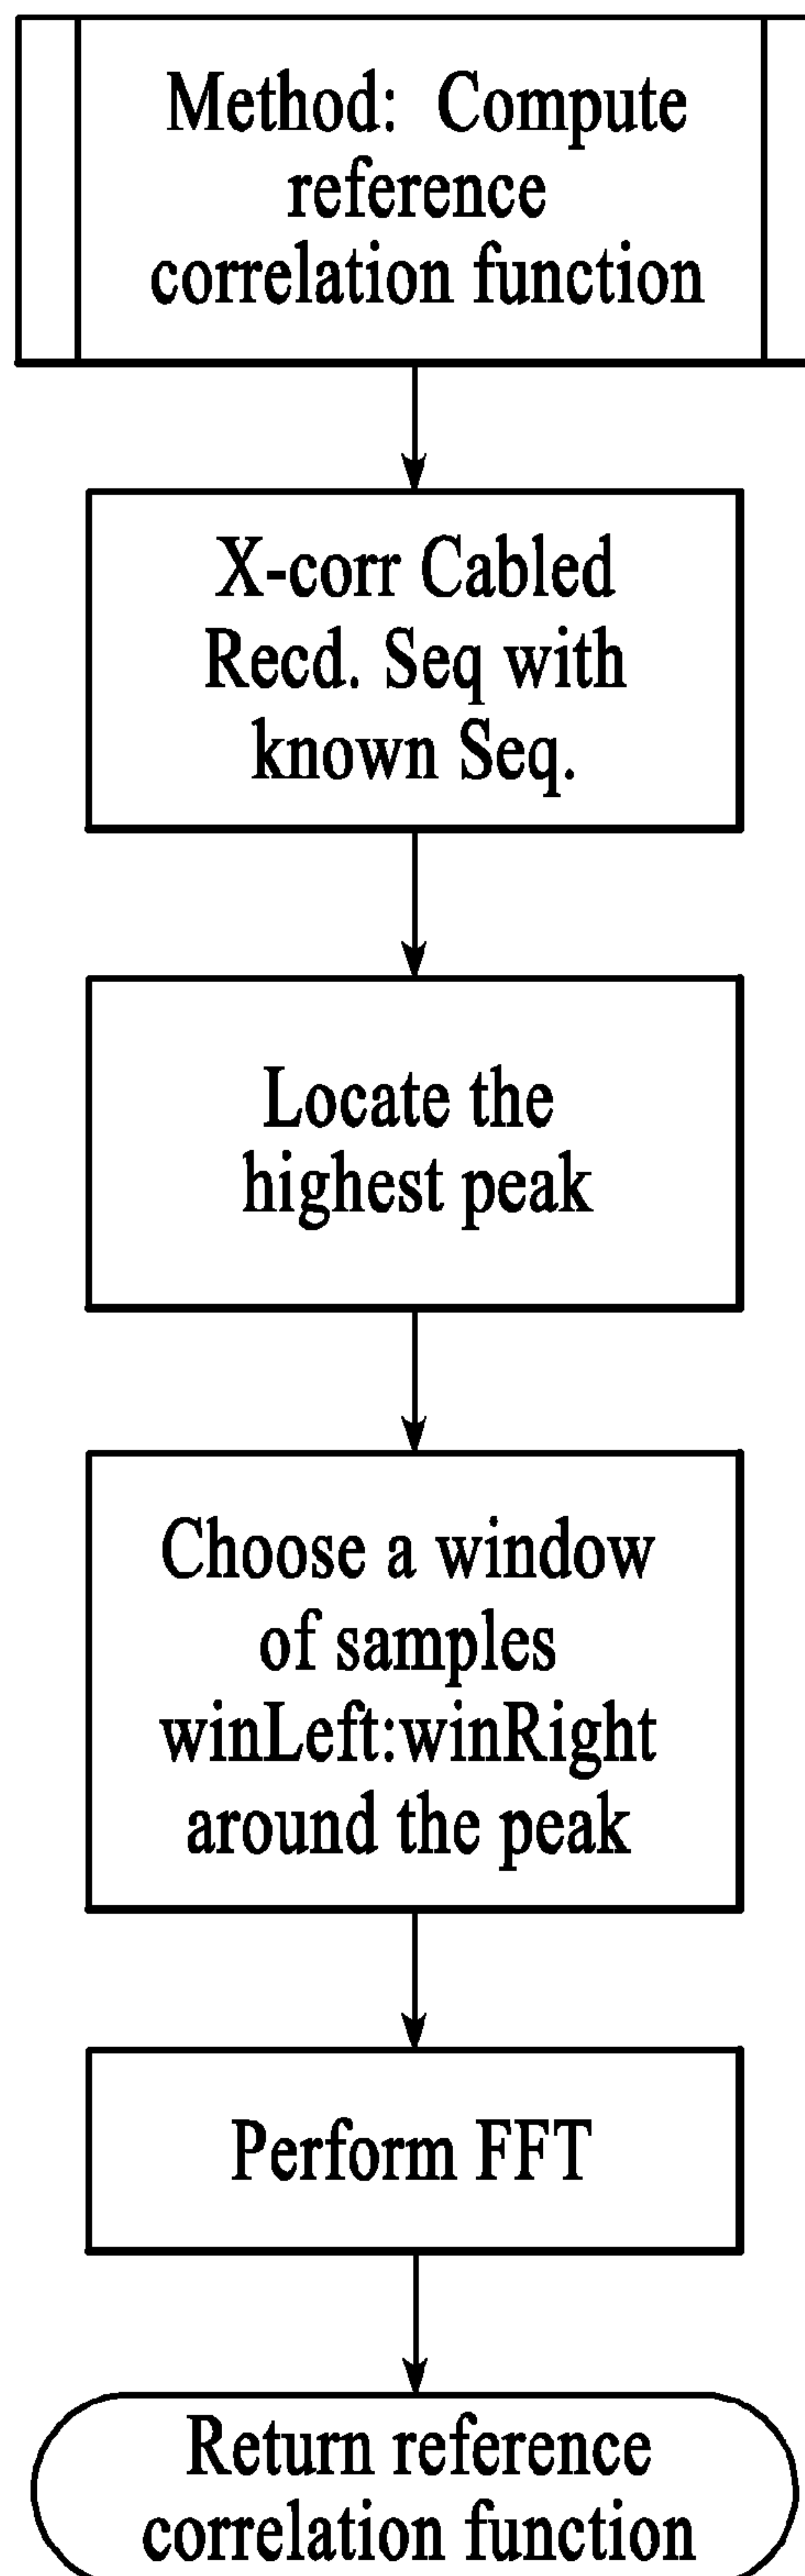 Method: Compute
reference
correlation function
X-corr Cabled
Recd. Seq with
known Seq.
Locate the
highest peak
Choose a window
of samples
winLeft:winRight
around the peak
Perform FFT
Return reference
correlation function